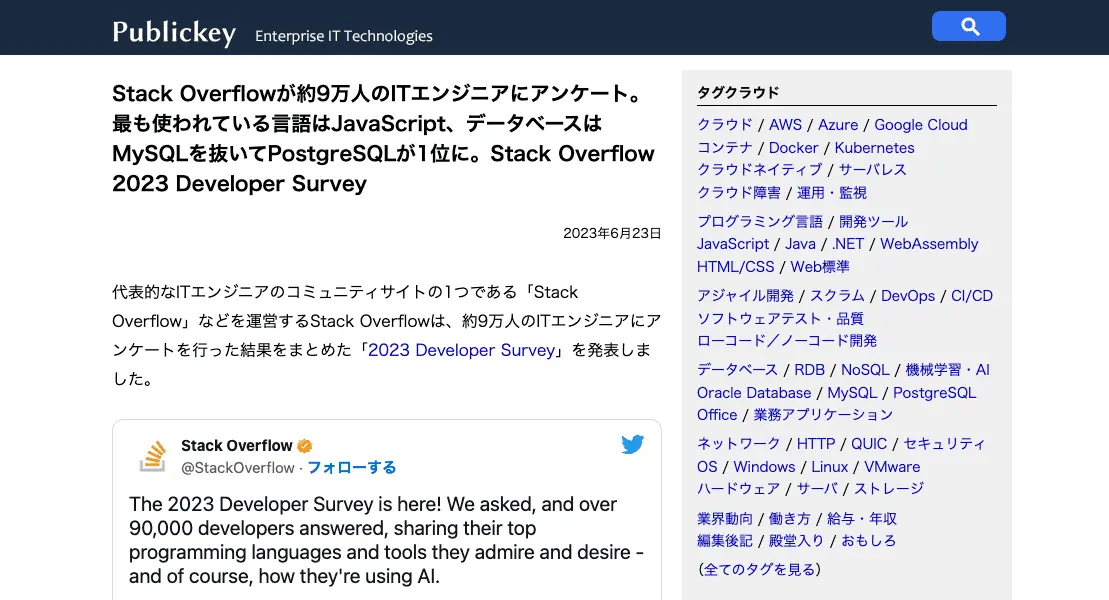 Publickey Enterprise IT Technologies
Stack Overflowが約9万人のITエンジニアにアンケート。
最も使われている言語はJavaScript、データベースは
MySQLを抜いてPostgreSQLが1位に。Stack Overflow
2023 Developer Survey
2023年6月23日
代表的なITエンジニアのコミュニティサイトの1つである「Stack
Overflow」などを運営するStack Overflowは、約9万人のITエンジニアにア
ンケートを行った結果をまとめた「2023 Developer Survey」を発表しま
した。
Stack Overflow
@StackOverflow · フォローする
The 2023 Developer Survey is here! We asked, and over
90,000 developers answered, sharing their top
programming languages and tools they admire and desire -
and of course, how they're using AI.
タグクラウド
クラウド / AWS / Azure / Google Cloud
コンテナ / Docker / Kubernetes
クラウドネイティブ / サーバレス
クラウド障害 / 運用・監視
プログラミング言語 / 開発ツール
JavaScript / Java / .NET / WebAssembly
HTML/CSS / Web標準
アジャイル開発 / スクラム / DevOps / CI/CD
ソフトウェアテスト・品質
ローコード／ノーコード開発
データベース / RDB / NoSQL / 機械学習・AI
Oracle Database / MySQL / PostgreSQL
Office / 業務アプリケーション
ネットワーク / HTTP / QUIC / セキュリティ
OS / Windows / Linux / VMware
ハードウェア / サーバ / ストレージ
業界動向 / 働き方 / 給与・年収
編集後記 / 殿堂入り / おもしろ
(全てのタグを見る)